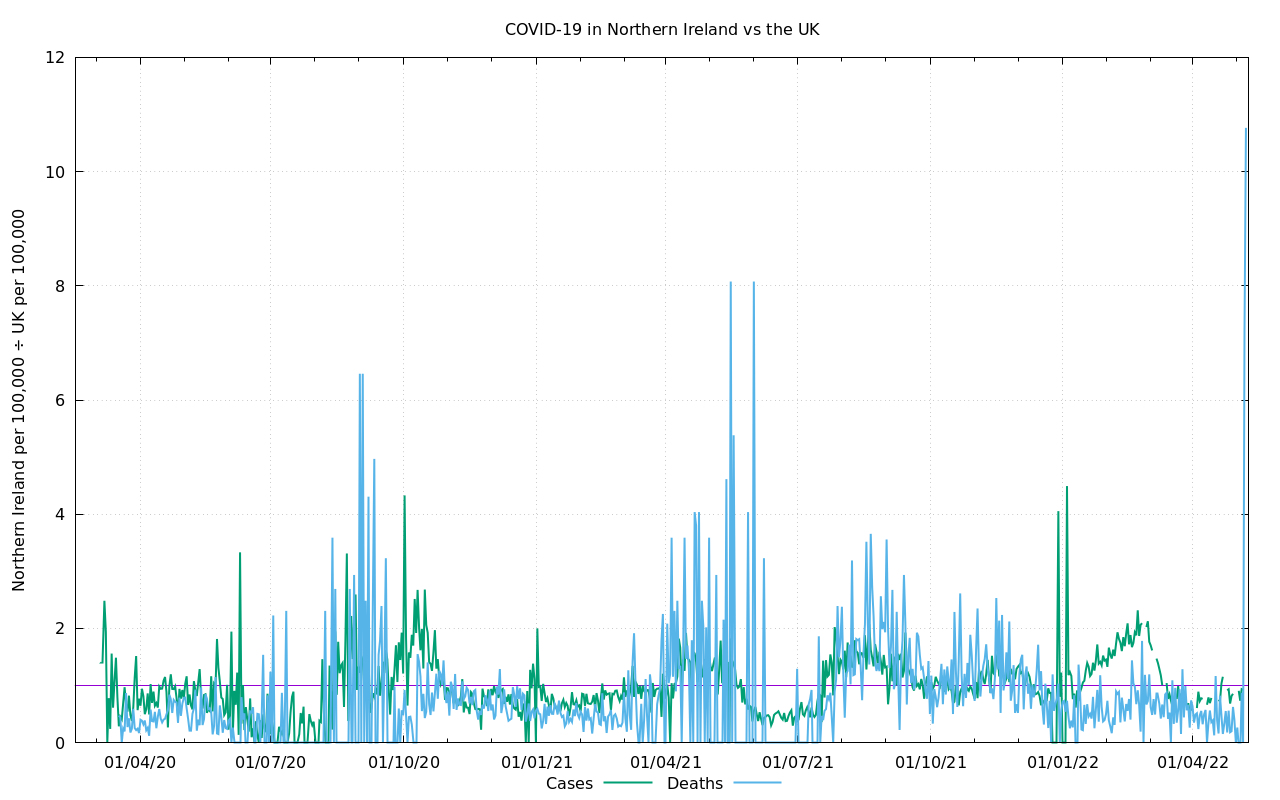 COVID-19 in Northern Ireland vs the UK
Northern Ireland per 100,000 ÷ UK per 100,000
12
10
8
6
4
2
0
01/04/20 01/07/20 01/10/20 01/01/21 01/04/21 01/07/21 01/10/21 01/01/22 01/04/22
Cases Deaths